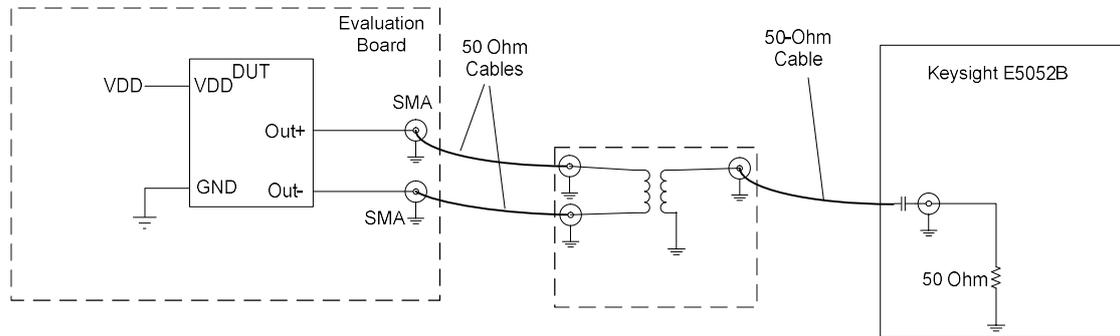 Evaluation
Board
DUT
VDD
VDD
Out+
GND
Out-
SMA
SMA
50 Ohm
Cables
50-Ohm
Cable
Keysight E5052B
50 Ohm